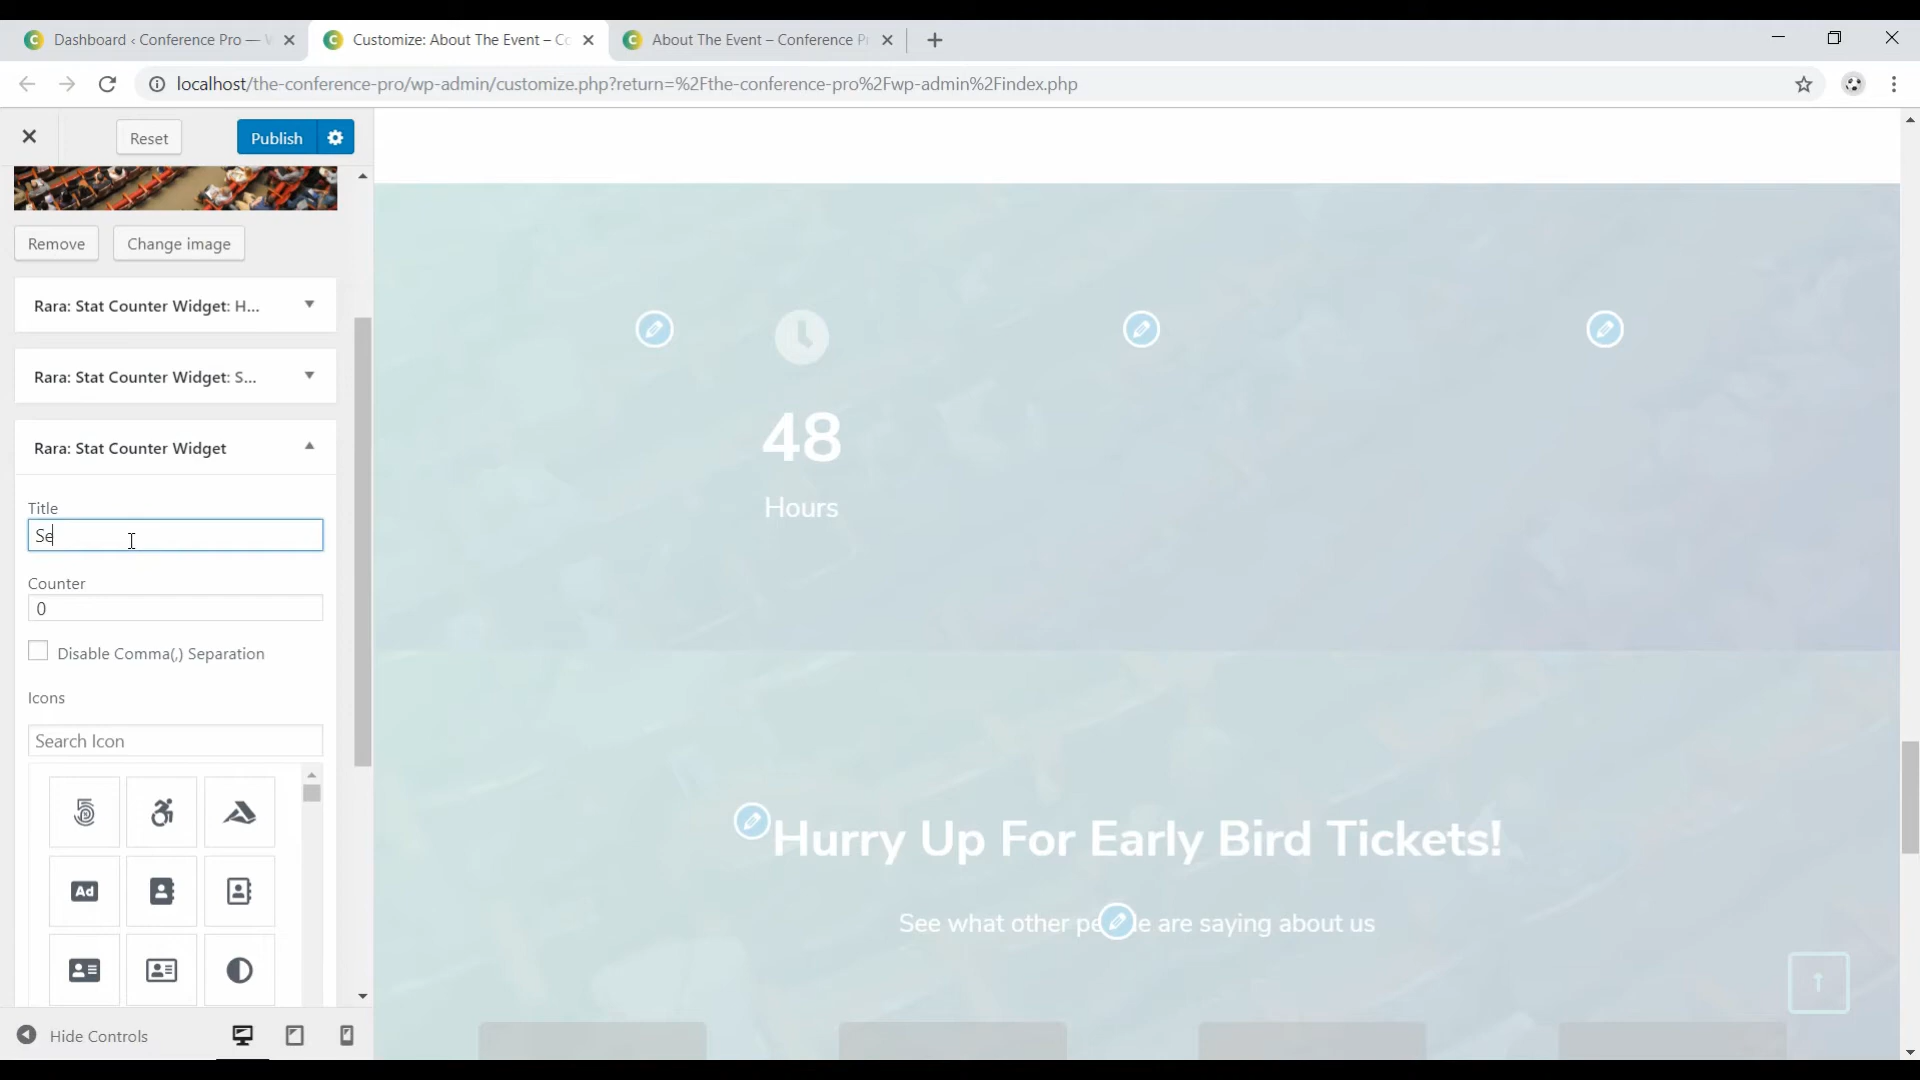 Dashboard ‹ Conference Pro — W
Customize: About The Event – Co
About The Event – Conference P
localhost/the-conference-pro/wp-admin/customize.php?return=%2Fthe-conference-pro%2Fwp-admin%2Findex.php
Reset
Publish
Remove
Change image
Rara: Stat Counter Widget: H...
Rara: Stat Counter Widget: S...
Rara: Stat Counter Widget
Title
Se
Counter
0
Disable Comma(,) Separation
Icons
Search Icon
Ad
Hide Controls
48
Hours
Hurry Up For Early Bird Tickets!
See what other pe le are saying about us